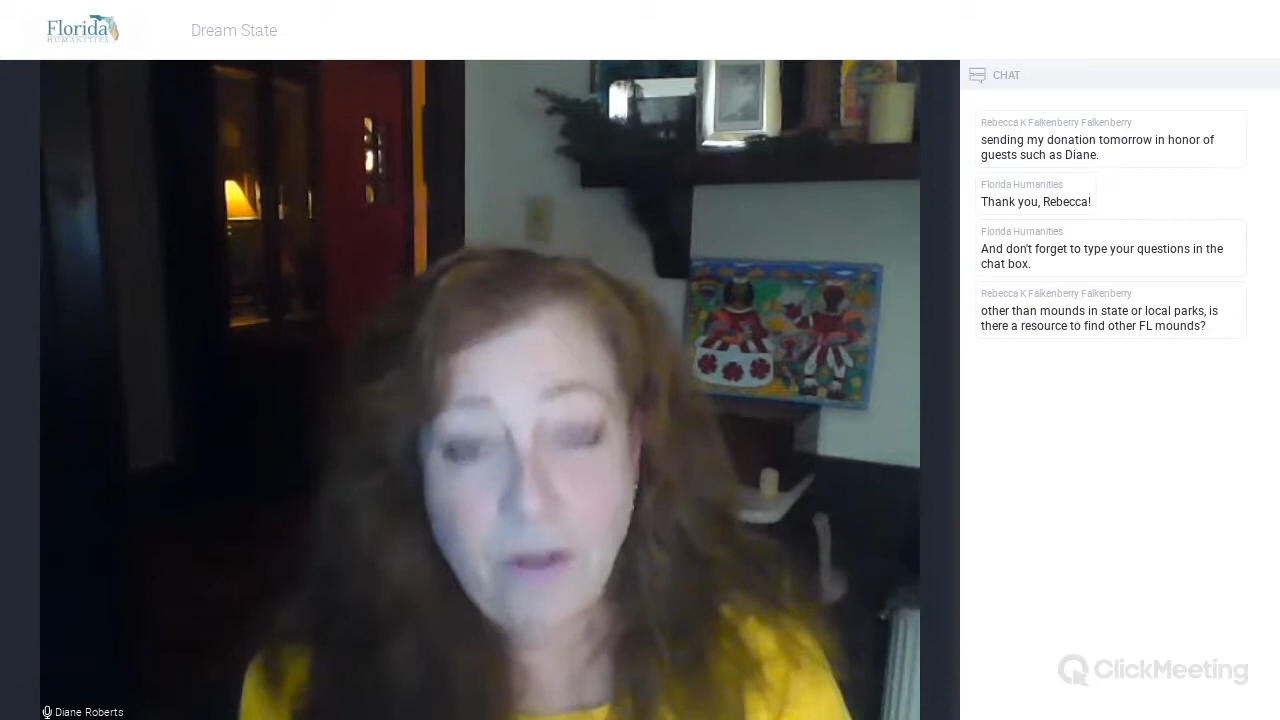 Florida
HUMANITIES
Dream State
CHAT
Rebecca K Falkenberry Falkenberry
sending my donation tomorrow in honor of
guests such as Diane.
Florida Humanities
Thank you, Rebecca!
Florida Humanities
And don't forget to type your questions in the
chat box.
Rebecca K Falkenberry Falkenberry
other than mounds in state or local parks, is
there a resource to find other FL mounds?
ClickMeeting
Diane Roberts